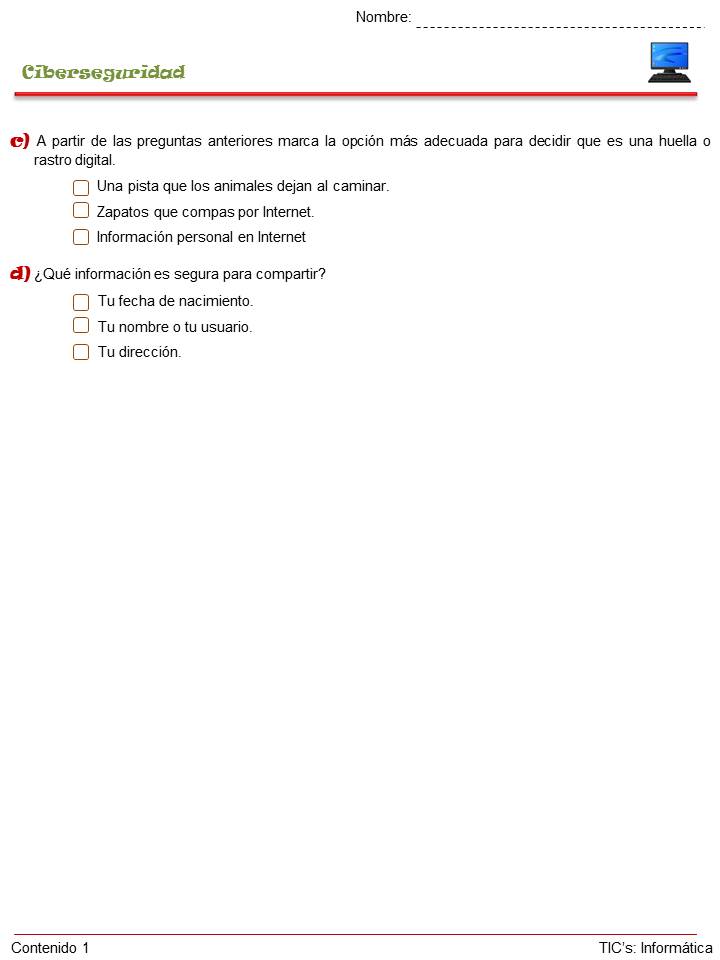 Nombre:
Ciberseguridad
c) A partir de las preguntas anteriores marca la opción más adecuada para decidir que es una huella o
rastro digital.
Una pista que los animales dejan al caminar.
Zapatos que compas por Internet.
Información personal en Internet
d) ¿Qué información es segura para compartir?
Tu fecha de nacimiento.
Tu nombre o tu usuario.
Tu dirección.
Contenido 1
TIC's: Informática